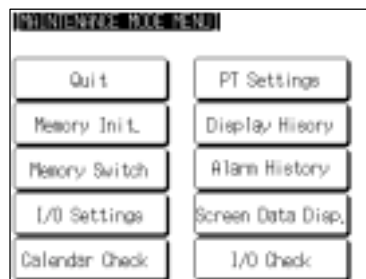 [MAINTENANCE MODE MENU]
Quit
PT Settings
Memory Init.
Display Hisory
Memory Switch
Alarm History
I/O Settings
Screen Data Disp.
Calendar Check
I/O Check